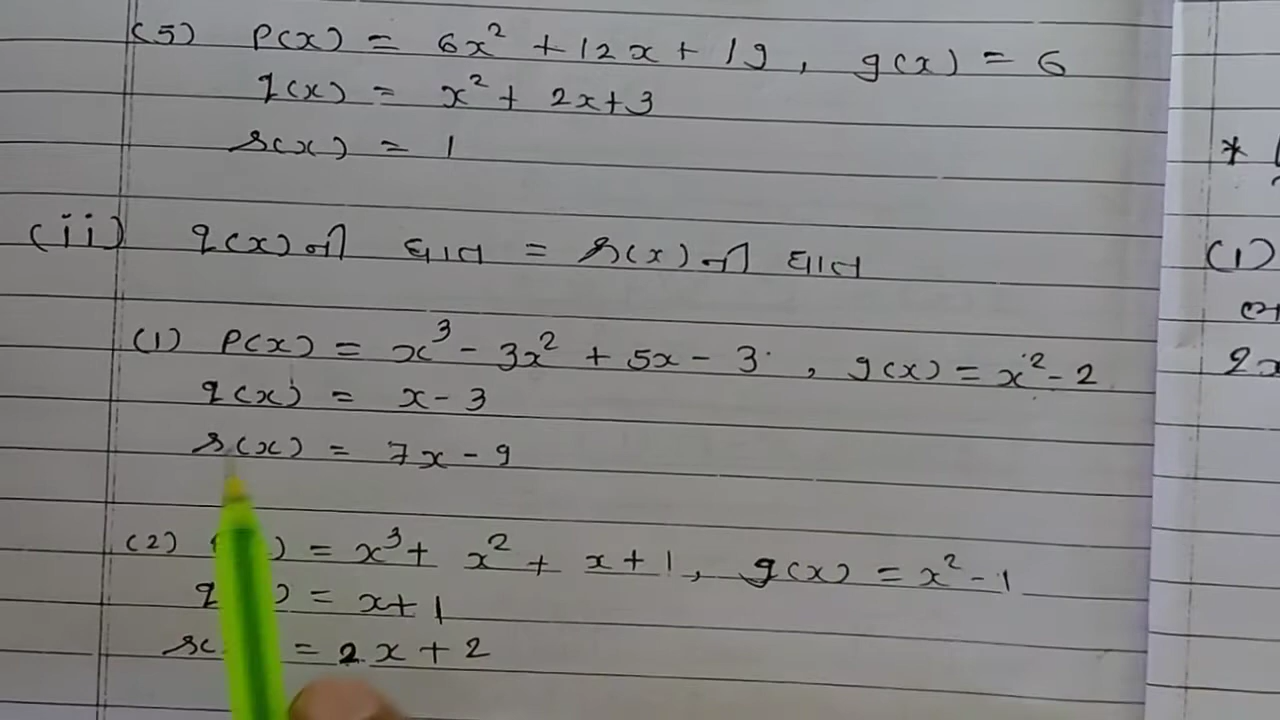 (5) P(x) = 6x² + 12x + 19, g(x) = 6
q(x) = x² + 2x+3
r(x) = 1
(ii) q(x) ની ઘાત = r(x) ની ઘાત
(1) P(x) = x³ - 3x² + 5x - 3, g(x) = x² - 2
q(x) = x - 3
r(x) = 7x - 9
(2) ) = x³ + x² + x + 1, g(x) = x² - 1
q ) = x + 1
r( = 2x + 2
*
(1)
2x